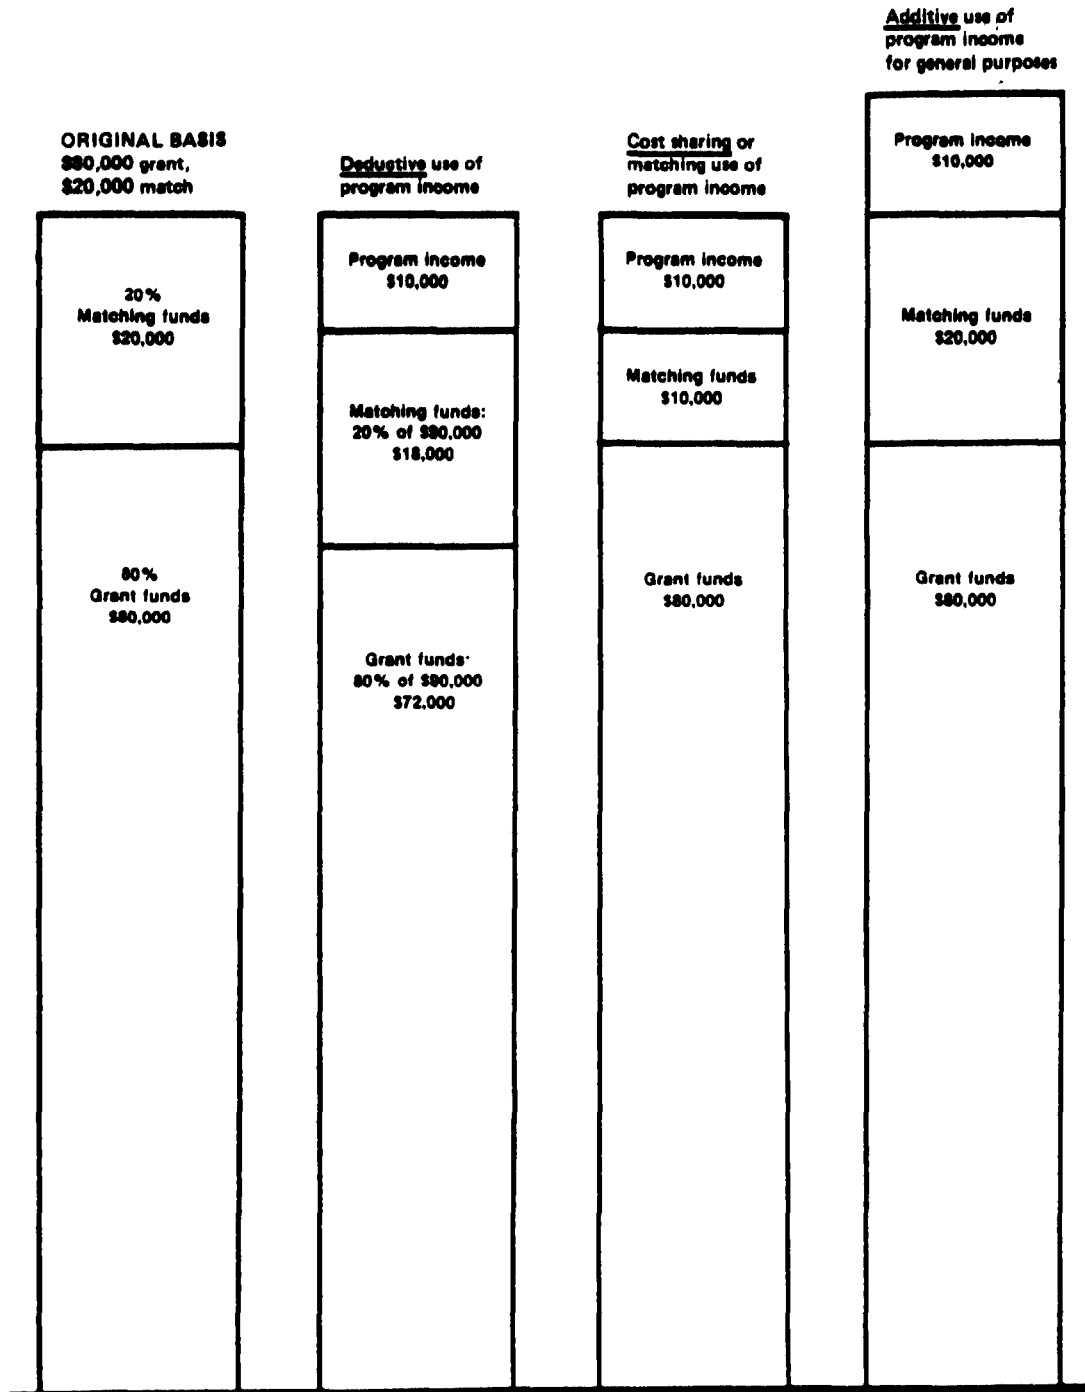 ORIGINAL BASIS
$80,000 grant,
$20,000 match
20%
Matching funds
$20,000
80%
Grant funds
$80,000
Deductive use of
program income
Program income
$10,000
Matching funds:
20% of $90,000
$18,000
Grant funds:
80% of $90,000
$72,000
Cost sharing or
matching use of
program income
Program income
$10,000
Matching funds
$10,000
Grant funds
$80,000
Additive use of
program income
for general purposes
Program income
$10,000
Matching funds
$20,000
Grant funds
$80,000